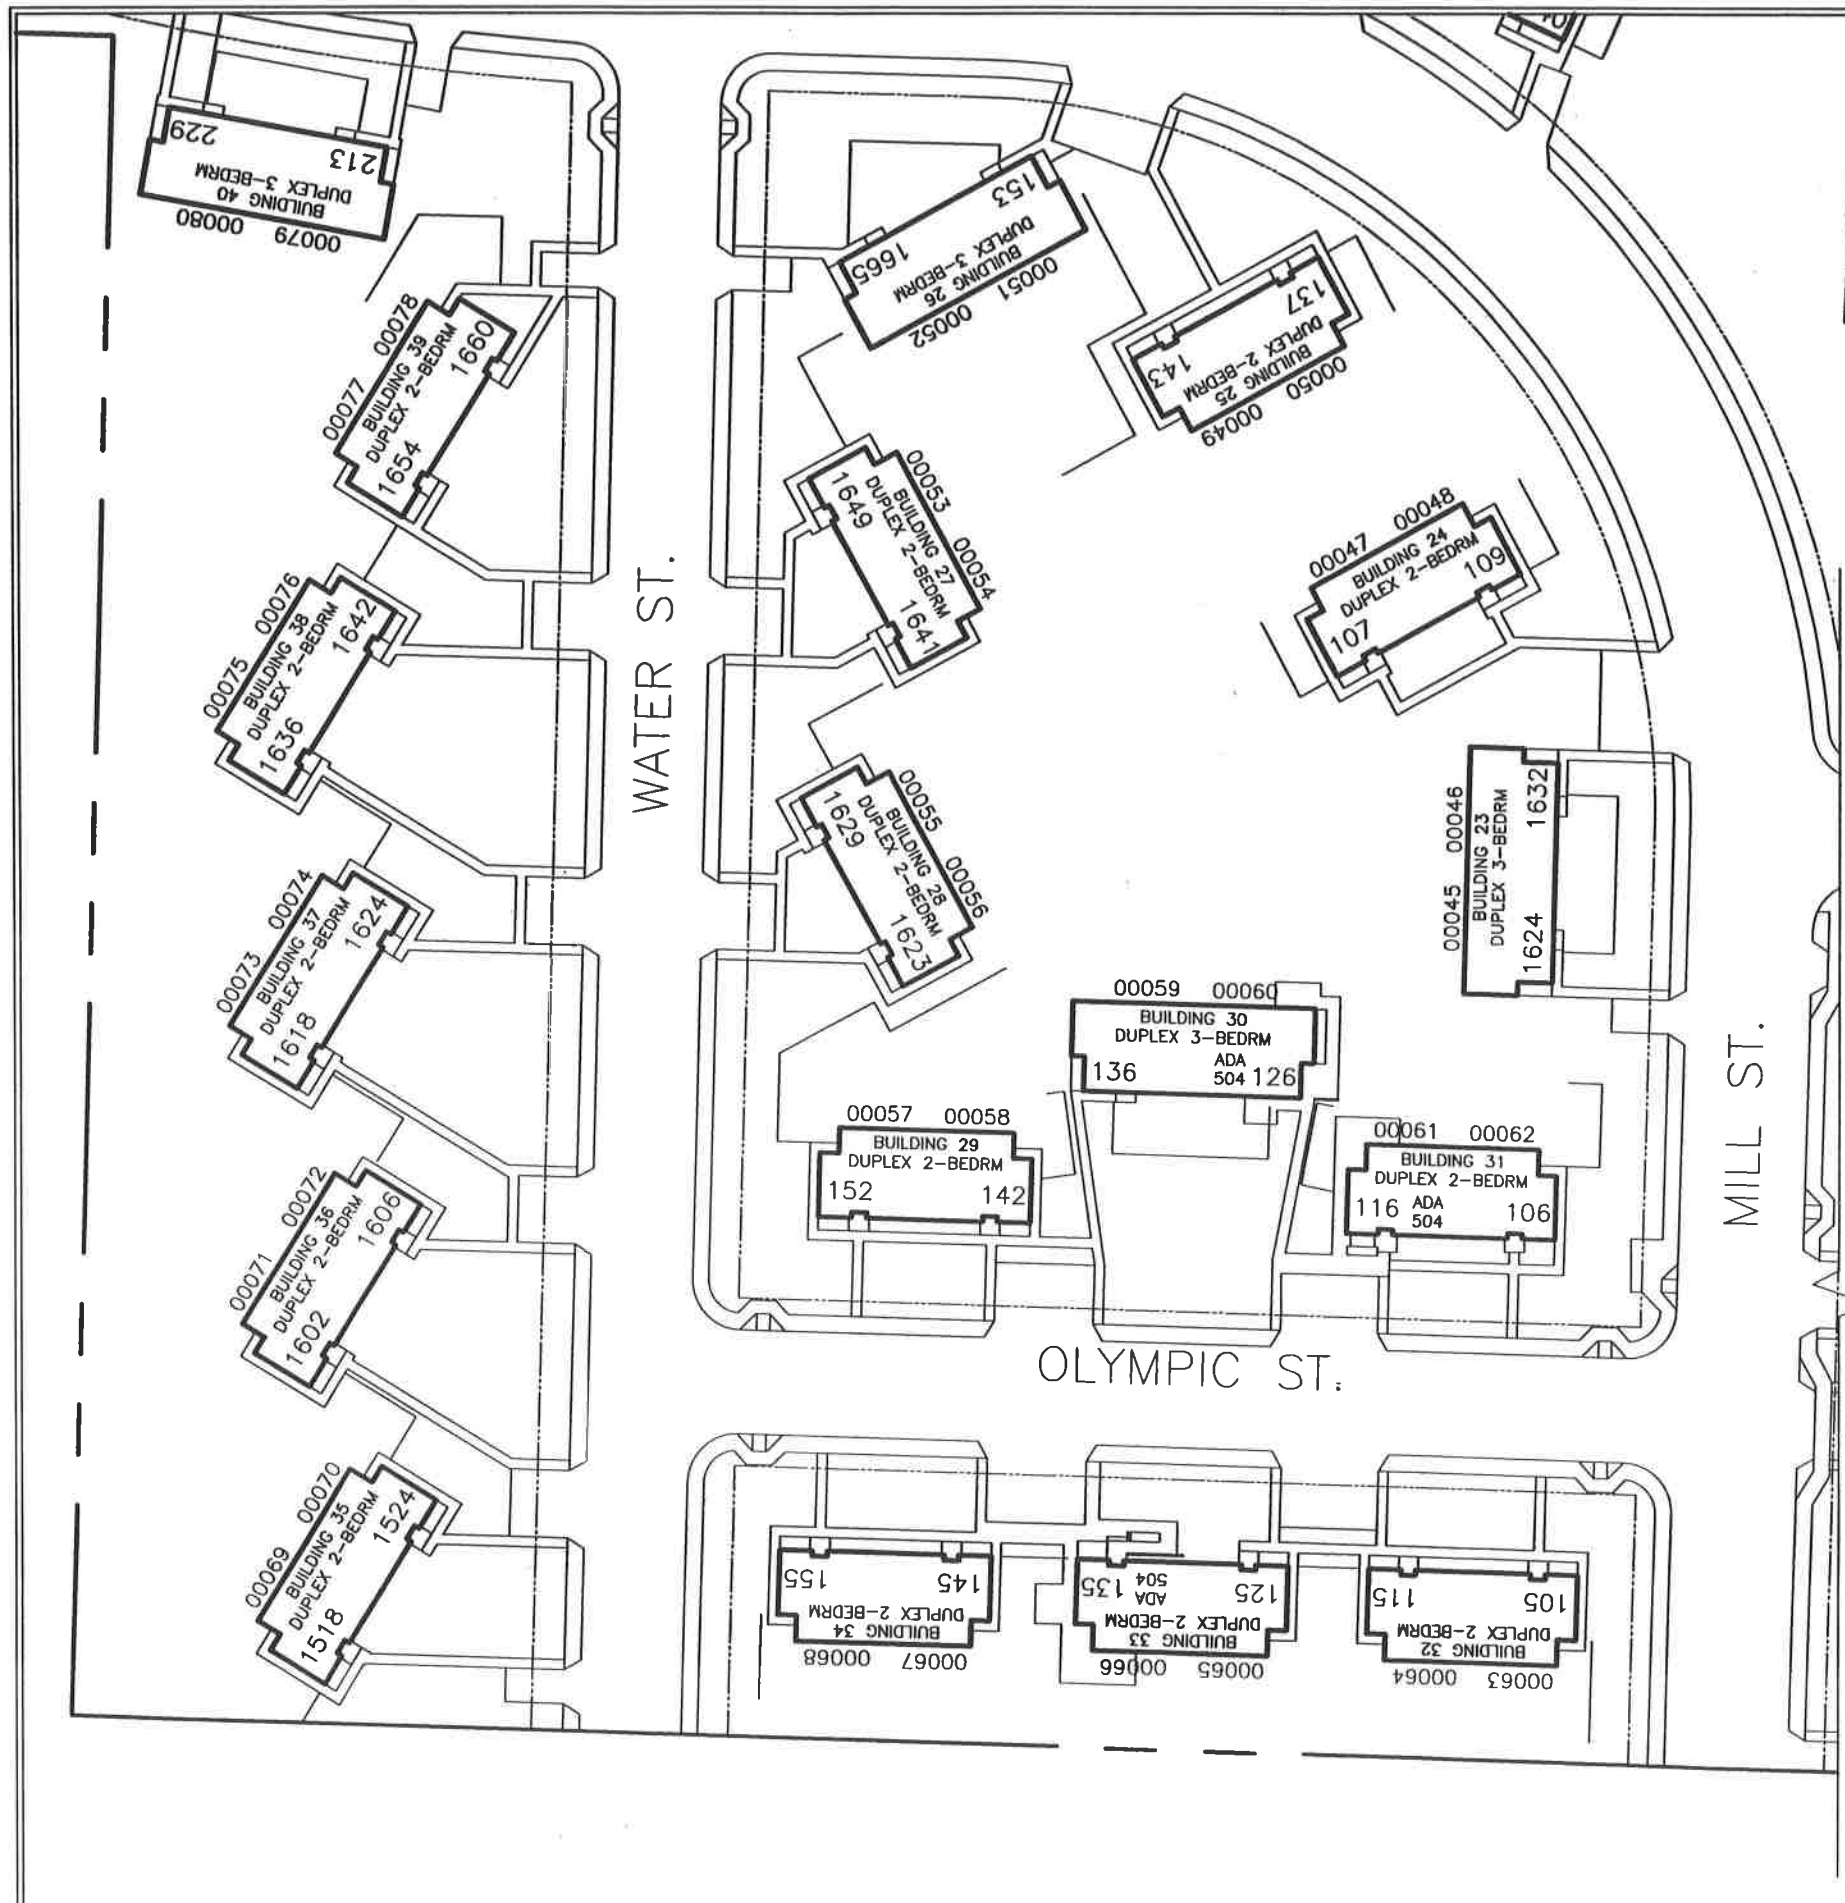 229
213
BUILDING 40
DUPLEX 3-BEDRM
00080
00079
1665
153
BUILDING 26
DUPLEX 3-BEDRM
00052
00051
143
137
BUILDING 25
DUPLEX 2-BEDRM
00049
00050
00077
00078
BUILDING 39
DUPLEX 2-BEDRM
1654
1660
00053
00054
BUILDING 27
DUPLEX 2-BEDRM
1649
1641
00047
00048
BUILDING 24
DUPLEX 2-BEDRM
107
109
00075
00076
BUILDING 38
DUPLEX 2-BEDRM
1636
1642
WATER ST.
00055
00056
BUILDING 28
DUPLEX 2-BEDRM
1629
1623
00045
00046
BUILDING 23
DUPLEX 3-BEDRM
1624
1632
00073
00074
BUILDING 37
DUPLEX 2-BEDRM
1618
1624
00059
00060
BUILDING 30
DUPLEX 3-BEDRM
136
ADA
504
126
MILL ST.
00057
00058
BUILDING 29
DUPLEX 2-BEDRM
152
142
00061
00062
BUILDING 31
DUPLEX 2-BEDRM
116
ADA
504
106
00071
00072
BUILDING 36
DUPLEX 2-BEDRM
1602
1606
OLYMPIC ST.
00069
00070
BUILDING 35
DUPLEX 2-BEDRM
1518
1524
155
145
BUILDING 34
DUPLEX 2-BEDRM
00068
00067
135
ADA
504
125
BUILDING 33
DUPLEX 2-BEDRM
00066
00065
115
105
BUILDING 32
DUPLEX 2-BEDRM
00064
00063